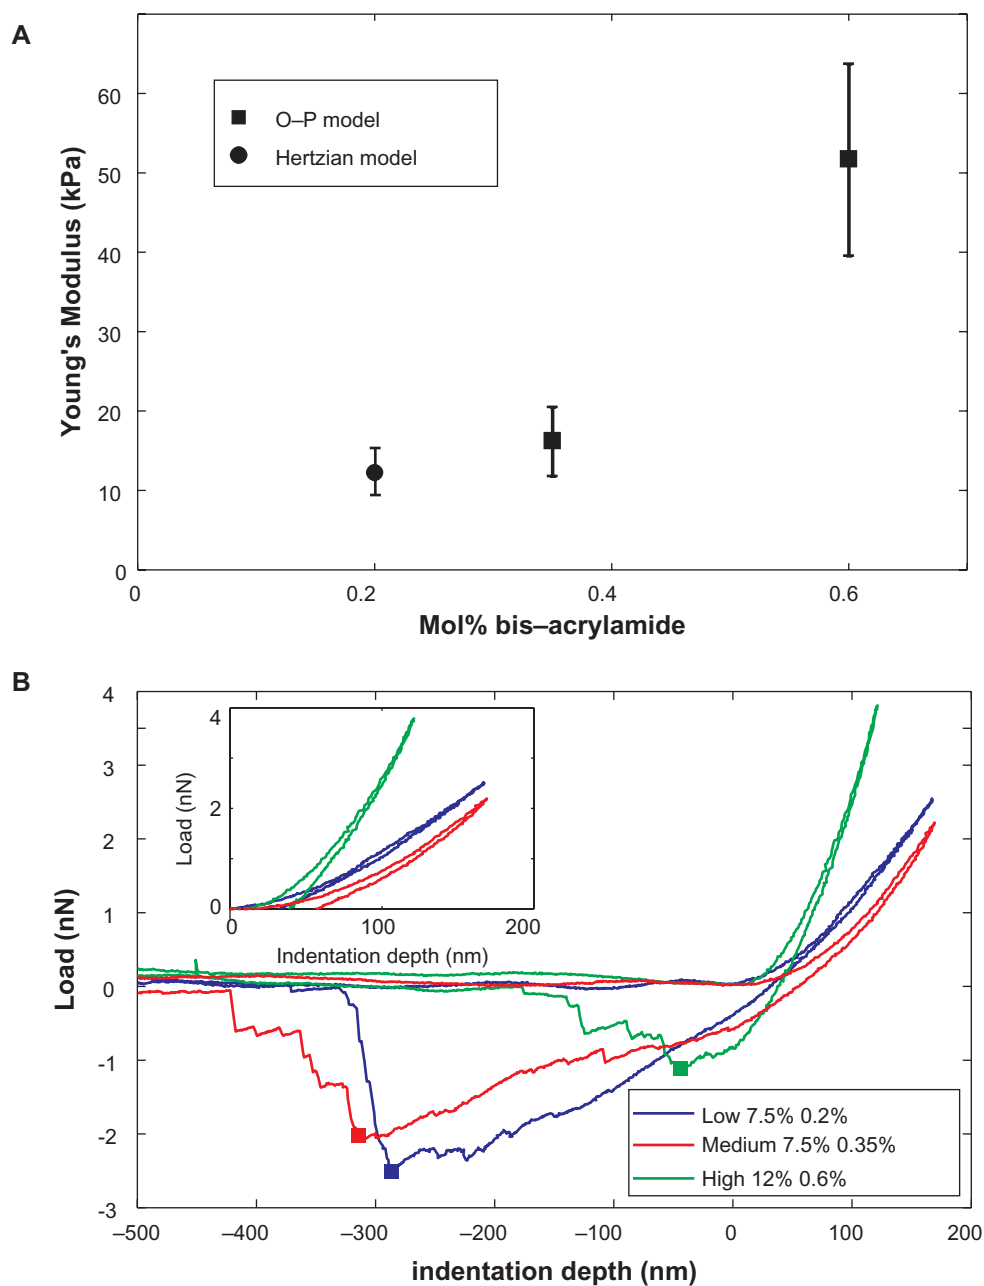 A
Young's Modulus (kPa)
60
50
40
30
20
10
0
O–P model
Hertzian model
0
0.2
0.4
0.6
Mol% bis–acrylamide
B
Load (nN)
4
3
2
1
0
-1
-2
-3
Load (nN)
4
2
0
0
100
200
Indentation depth (nm)
Low 7.5% 0.2%
Medium 7.5% 0.35%
High 12% 0.6%
–500
–400
–300
–200
–100
0
100
200
indentation depth (nm)